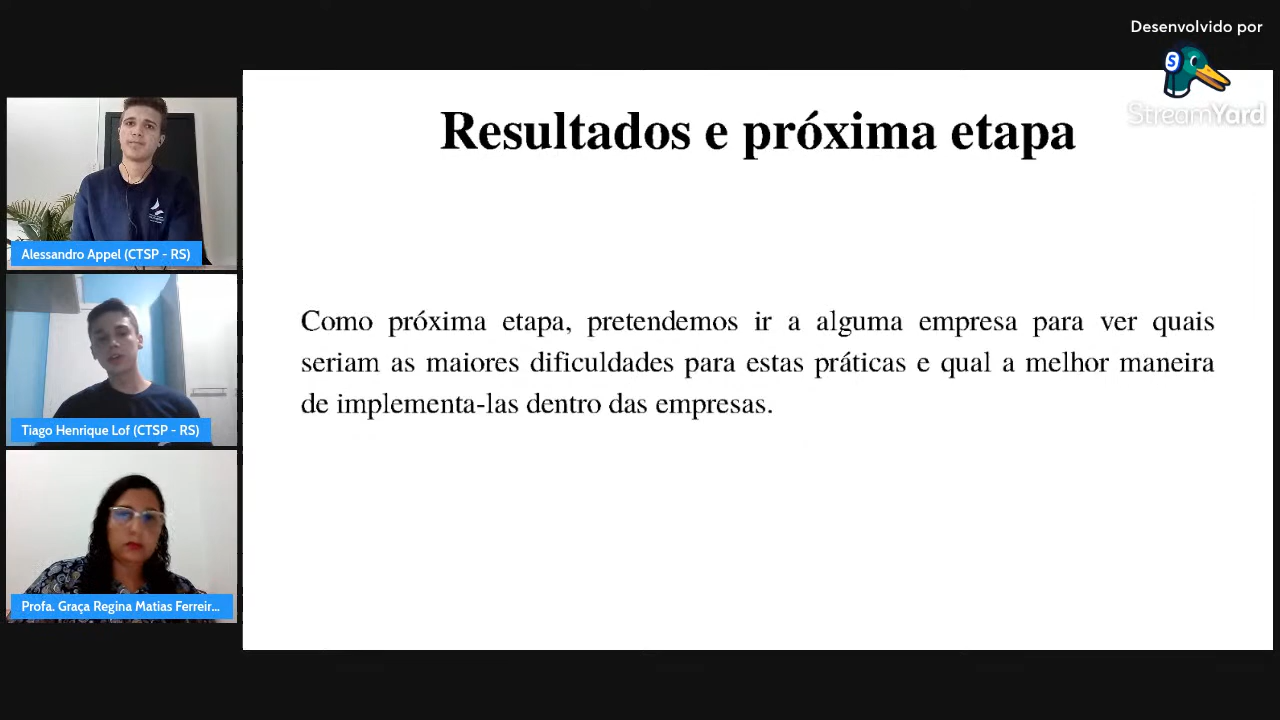 Desenvolvido por
StreamYard
Resultados e próxima etapa
Alessandro Appel (CTSP - RS)
Como próxima etapa, pretendemos ir a alguma empresa para ver quais
seriam as maiores dificuldades para estas práticas e qual a melhor maneira
de implementa-las dentro das empresas.
Tiago Henrique Lof (CTSP - RS)
Profa. Graça Regina Matias Ferreir...